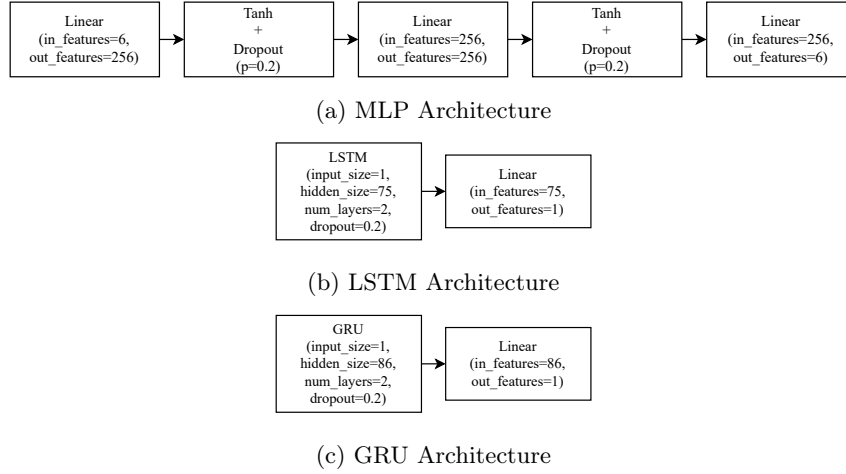 Linear
(in_features=6,
out_features=256)
Tanh
+
Dropout
(p=0.2)
Linear
(in_features=256,
out_features=256)
Tanh
+
Dropout
(p=0.2)
Linear
(in_features=256,
out_features=6)
(a) MLP Architecture
LSTM
(input_size=1,
hidden_size=75,
num_layers=2,
dropout=0.2)
Linear
(in_features=75,
out_features=1)
(b) LSTM Architecture
GRU
(input_size=1,
hidden_size=86,
num_layers=2,
dropout=0.2)
Linear
(in_features=86,
out_features=1)
(c) GRU Architecture